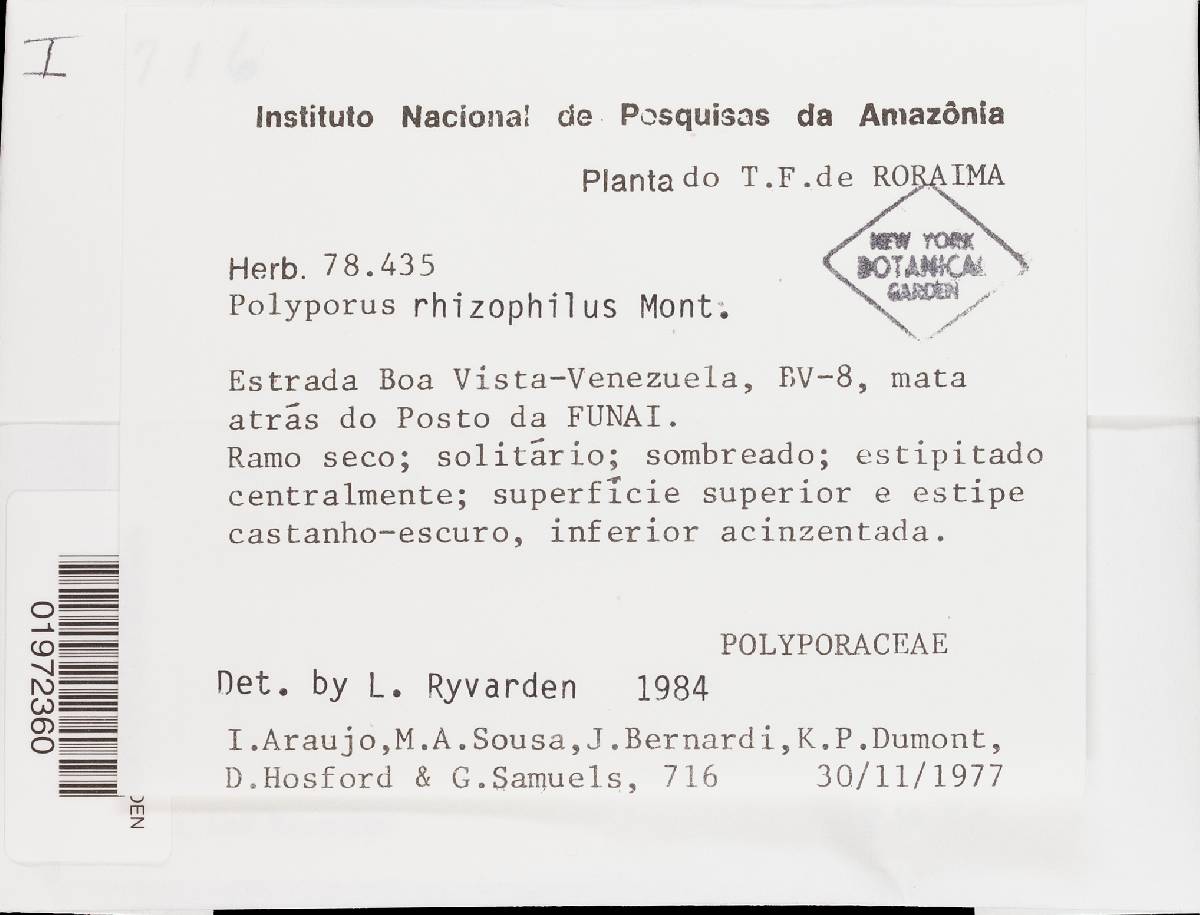 I
716
Instituto Nacional de Pesquisas da Amazônia
Planta do T.F.de RORAIMA
NEW YORK
BOTANICAL
GARDEN
Herb. 78.435
Polyporus rhizophilus Mont.
Estrada Boa Vista-Venezuela, BV-8, mata
atrás do Posto da FUNAI.
Ramo seco; solitário; sombreado; estipitado
centralmente; superfície superior e estipe
castanho-escuro, inferior acinzentada.
POLYPORACEAE
Det. by L. Ryvarden 1984
I.Araujo,M.A.Sousa,J.Bernardi,K.P.Dumont,
D.Hosford & G.Samuels, 716 30/11/1977
01972360
DEN